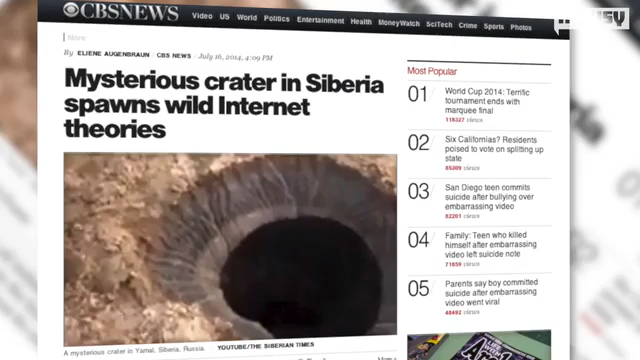 CBSNEWS
Video US World Politics Entertainment Health MoneyWatch SciTech Crime Sports Photos
More
By ELIENE AUGENBRAUN CBS NEWS July 16, 2014, 4:09 PM
Mysterious crater in Siberia
spawns wild Internet
theories
A mysterious crater in Yamal, Siberia, Russia. YOUTUBE/THE SIBERIAN TIMES
Most Popular
01 World Cup 2014: Terrific
tournament ends with
marquee final
118327 views
02 Six Californias? Residents
poised to vote on splitting up
state
85309 views
03 San Diego teen commits
suicide after bullying over
embarrassing video
82201 views
04 Family: Teen who killed
himself after embarrassing
video left suicide note
71859 views
05 Parents say boy committed
suicide after embarrassing
video went viral
48492 views